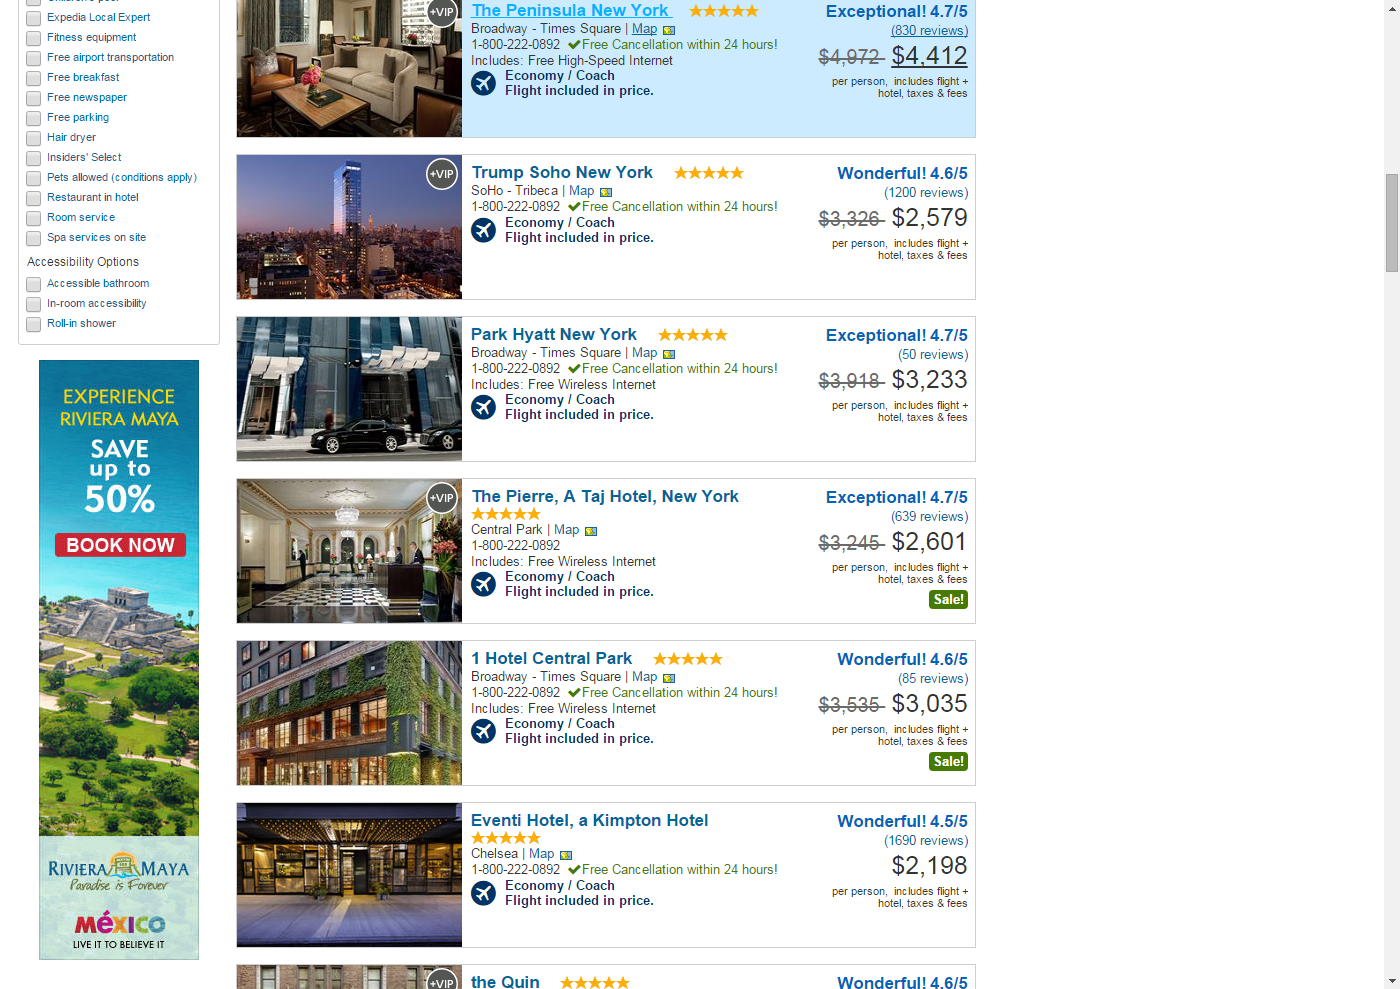 Expedia Local Expert
Fitness equipment
Free airport transportation
Free breakfast
Free newspaper
Free parking
Hair dryer
Insiders' Select
Pets allowed (conditions apply)
Restaurant in hotel
Room service
Spa services on site
Accessibility Options
Accessible bathroom
In-room accessibility
Roll-in shower
EXPERIENCE
RIVIERA MAYA
SAVE
up to
50%
BOOK NOW
RIVIERA MAYA
Paradise is Forever
méxico
LIVE IT TO BELIEVE IT
+VIP
The Peninsula New York
Broadway - Times Square | Map
1-800-222-0892 Free Cancellation within 24 hours!
Includes: Free High-Speed Internet
Economy / Coach
Flight included in price.
Exceptional! 4.7/5
(830 reviews)
$4,972 $4,412
per person, includes flight +
hotel, taxes & fees
+VIP
Trump Soho New York
SoHo - Tribeca | Map
1-800-222-0892 Free Cancellation within 24 hours!
Economy / Coach
Flight included in price.
Wonderful! 4.6/5
(1200 reviews)
$3,326 $2,579
per person, includes flight +
hotel, taxes & fees
Park Hyatt New York
Broadway - Times Square | Map
1-800-222-0892 Free Cancellation within 24 hours!
Includes: Free Wireless Internet
Economy / Coach
Flight included in price.
Exceptional! 4.7/5
(50 reviews)
$3,918 $3,233
per person, includes flight +
hotel, taxes & fees
+VIP
The Pierre, A Taj Hotel, New York
Central Park | Map
1-800-222-0892
Includes: Free Wireless Internet
Economy / Coach
Flight included in price.
Exceptional! 4.7/5
(639 reviews)
$3,245 $2,601
per person, includes flight +
hotel, taxes & fees
Sale!
1 Hotel Central Park
Broadway - Times Square | Map
1-800-222-0892 Free Cancellation within 24 hours!
Includes: Free Wireless Internet
Economy / Coach
Flight included in price.
Wonderful! 4.6/5
(85 reviews)
$3,535 $3,035
per person, includes flight +
hotel, taxes & fees
Sale!
Eventi Hotel, a Kimpton Hotel
Chelsea | Map
1-800-222-0892 Free Cancellation within 24 hours!
Economy / Coach
Flight included in price.
Wonderful! 4.5/5
(1690 reviews)
$2,198
per person, includes flight +
hotel, taxes & fees
+VIP
the Quin
Wonderful! 4.6/5